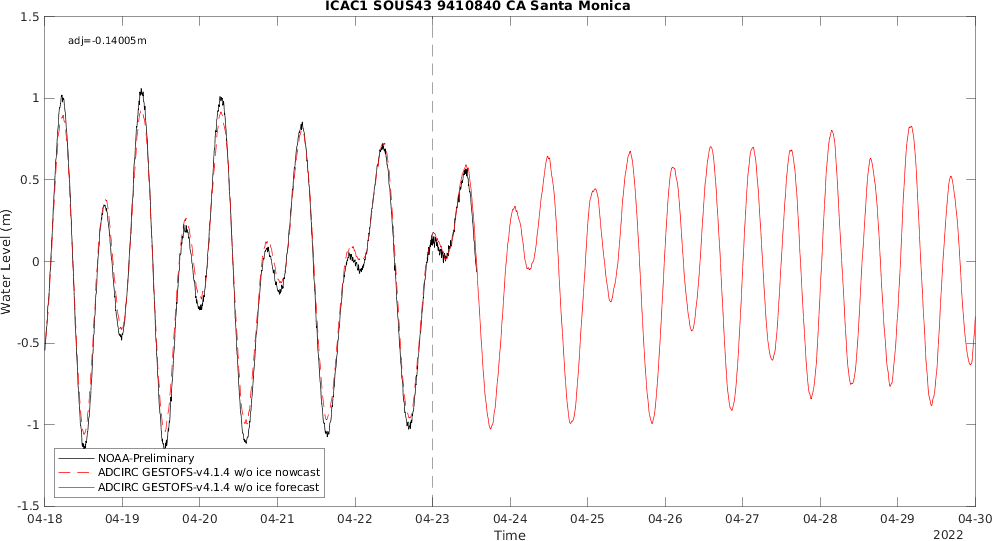 ICAC1 SOUS43 9410840 CA Santa Monica
1.5
adj=-0.14005m
1
0.5
0
-0.5
-1
-1.5
Water Level (m)
NOAA-Preliminary
ADCIRC GESTOFS-v4.1.4 w/o ice nowcast
ADCIRC GESTOFS-v4.1.4 w/o ice forecast
04-18 04-19 04-20 04-21 04-22 04-23 04-24 04-25 04-26 04-27 04-28 04-29 04-30
Time
2022